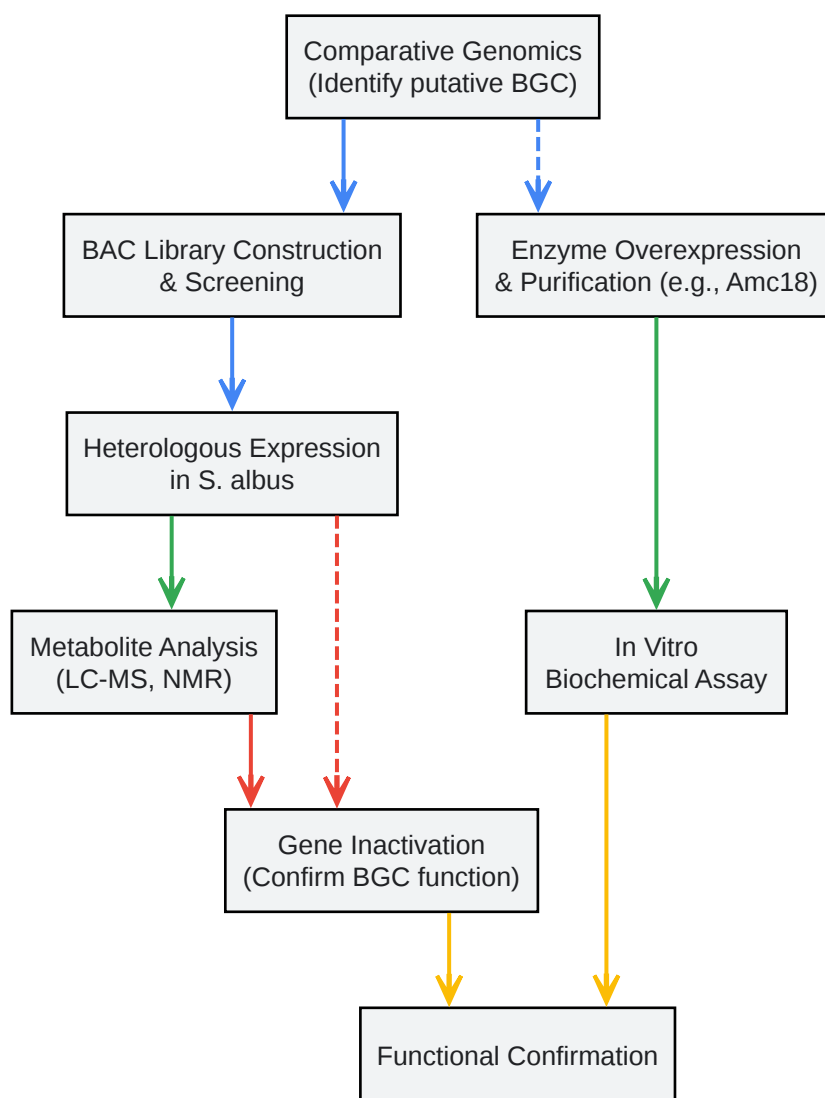 Comparative Genomics
(Identify putative BGC)
BAC Library Construction
& Screening
Enzyme Overexpression
& Purification (e.g., Amc18)
Heterologous Expression
in S. albus
Metabolite Analysis
(LC-MS, NMR)
In Vitro
Biochemical Assay
Gene Inactivation
(Confirm BGC function)
Functional Confirmation